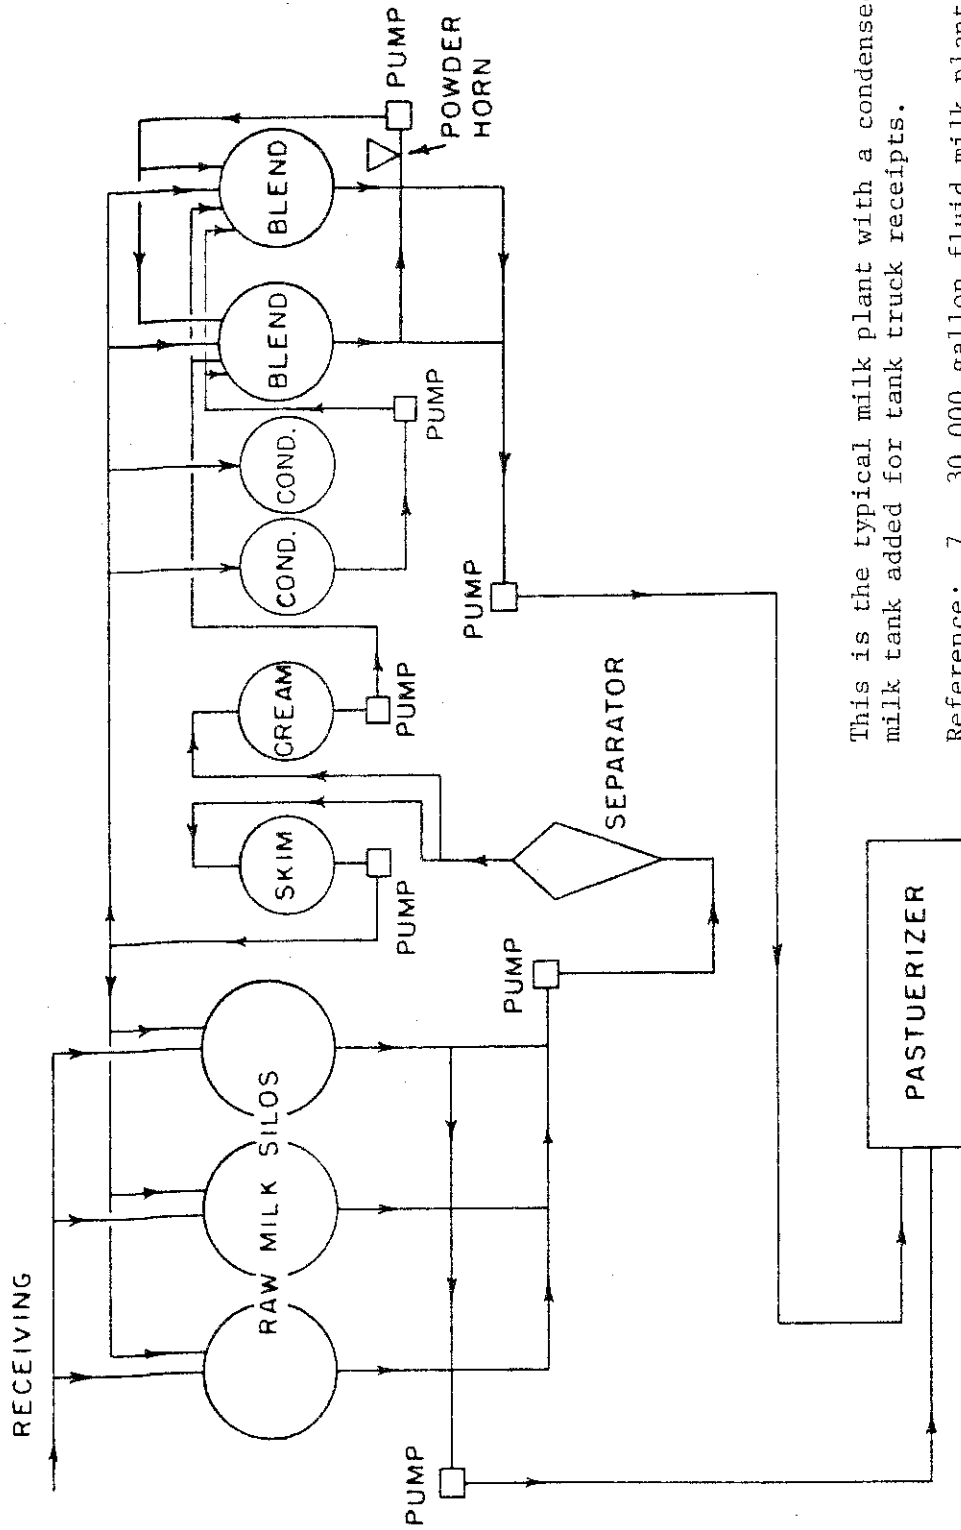 RECEIVING
RAW MILK SILOS
PUMP
PUMP
SKIM
PUMP
CREAM
PUMP
SEPARATOR
COND.
COND.
PUMP
BLEND
BLEND
PUMP
POWDER
HORN
PUMP
PASTUERIZER
This is the typical milk plant with a condense
milk tank added for tank truck receipts.
Reference: 7 30,000 gallon fluid milk plant